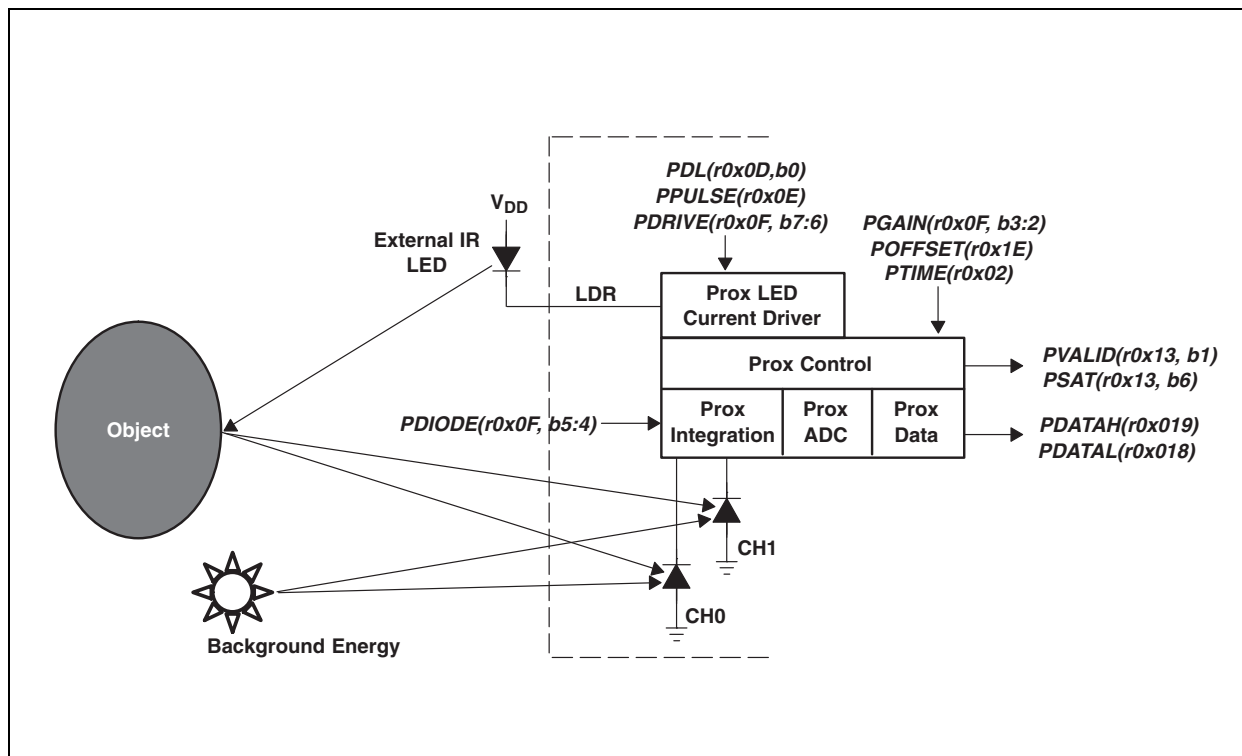 PDL(r0x0D,b0)
PPULSE(r0x0E)
PDRIVE(r0x0F, b7:6)
PGAIN(r0x0F, b3:2)
POFFSET(r0x1E)
PTIME(r0x02)
VDD
External IR
LED
LDR
Prox LED
Current Driver
Prox Control
PVALID(r0x13, b1)
PSAT(r0x13, b6)
Object
PDIODE(r0x0F, b5:4)
Prox
Integration
Prox
ADC
Prox
Data
PDATAH(r0x019)
PDATAL(r0x018)
CH1
CH0
Background Energy